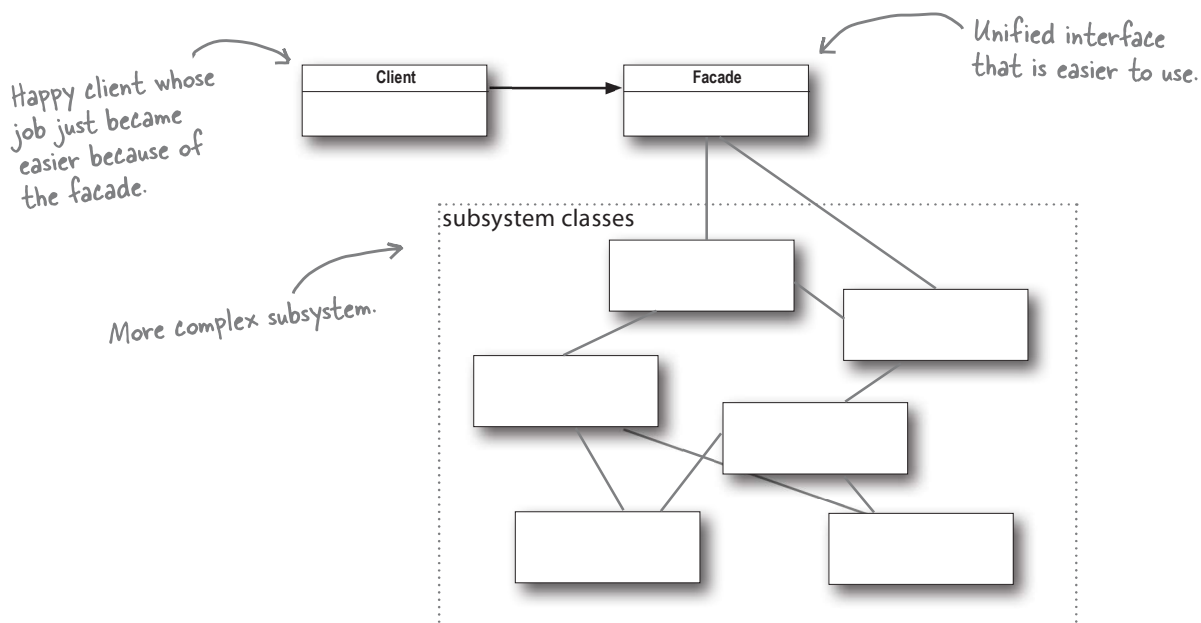 Happy client whose
job just became
easier because of
the facade.
Client
Facade
Unified interface
that is easier to use.
subsystem classes
More complex subsystem.